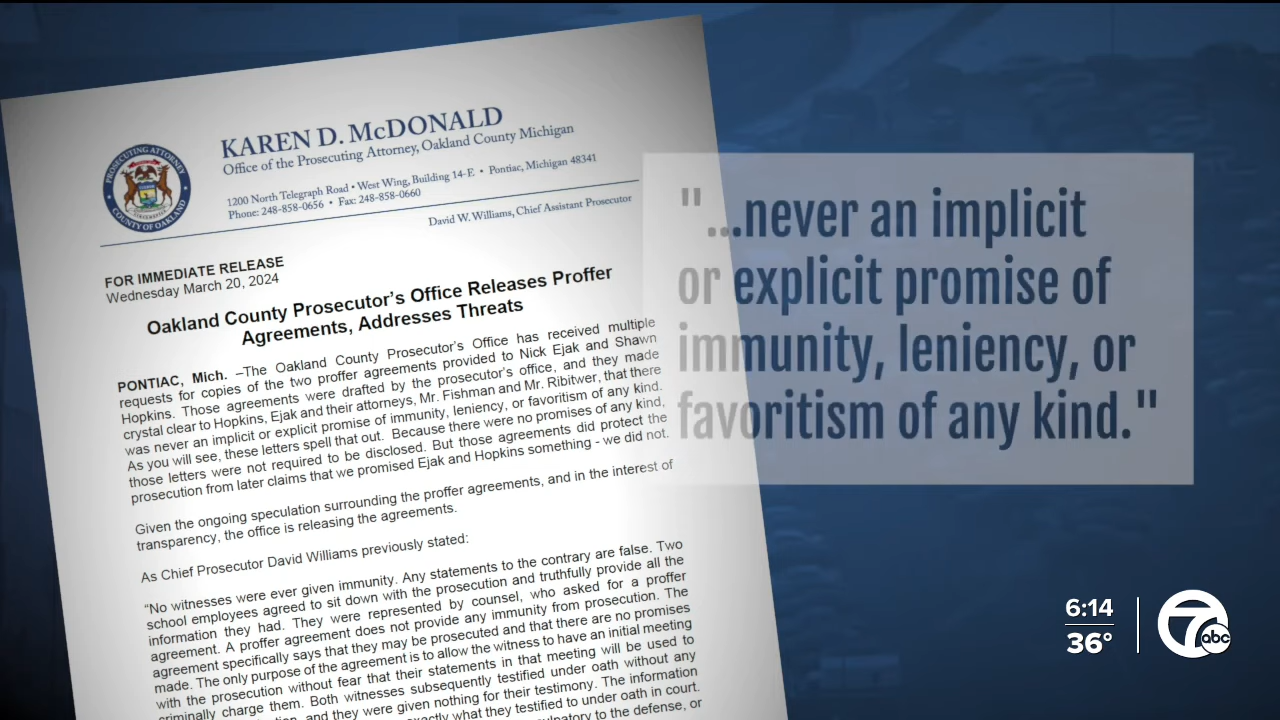 PROSECUTING ATTORNEY
COUNTY OF OAKLAND
KAREN D. McDONALD
Office of the Prosecuting Attorney, Oakland County Michigan
1200 North Telegraph Road • West Wing, Building 14-E • Pontiac, Michigan 48341
Phone: 248-858-0656 • Fax: 248-858-0660
David W. Williams, Chief Assistant Prosecutor
FOR IMMEDIATE RELEASE
Wednesday March 20, 2024
Oakland County Prosecutor's Office Releases Proffer
Agreements, Addresses Threats
PONTIAC, Mich. –The Oakland County Prosecutor's Office has received multiple
requests for copies of the two proffer agreements provided to Nick Ejak and Shawn
Hopkins. Those agreements were drafted by the prosecutor's office, and they made
crystal clear to Hopkins, Ejak and their attorneys, Mr. Fishman and Mr. Ribitwer, that there
was never an implicit or explicit promise of immunity, leniency, or favoritism of any kind.
As you will see, these letters spell that out. Because there were no promises of any kind,
those letters were not required to be disclosed. But those agreements did protect the
prosecution from later claims that we promised Ejak and Hopkins something - we did not.
Given the ongoing speculation surrounding the proffer agreements, and in the interest of
transparency, the office is releasing the agreements.
As Chief Prosecutor David Williams previously stated:
"No witnesses were ever given immunity. Any statements to the contrary are false. Two
school employees agreed to sit down with the prosecution and truthfully provide all the
information they had. They were represented by counsel, who asked for a proffer
agreement. A proffer agreement does not provide any immunity from prosecution. The
agreement specifically says that they may be prosecuted and that there are no promises
made. The only purpose of the agreement is to allow the witness to have an initial meeting
with the prosecution without fear that their statements in that meeting will be used to
criminally charge them. Both witnesses subsequently testified under oath without any
and they were given nothing for their testimony. The information
exactly what they testified to under oath in court.
to the defense, or
"...never an implicit
or explicit promise of
immunity, leniency, or
favoritism of any kind."
6:14
36°
7 abc